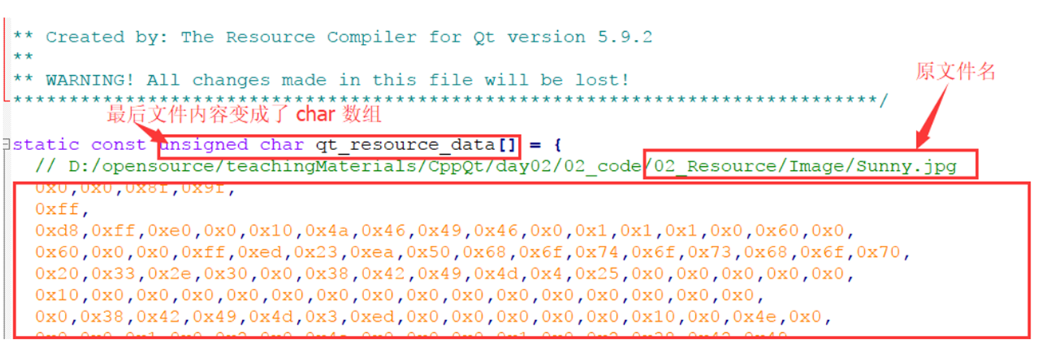 ** Created by: The Resource Compiler for Qt version 5.9.2
**
** WARNING! All changes made in this file will be lost!
原文件名
*****************************************************************************/
最后文件内容变成了 char 数组
static const unsigned char qt_resource_data[] = {
// D:/opensource/teachingMaterials/CppQt/day02/02_code/02_Resource/Image/Sunny.jpg
0x0,0x0,0x8f,0x9f,
0xff,
0xd8,0xff,0xe0,0x0,0x10,0x4a,0x46,0x49,0x46,0x0,0x1,0x1,0x1,0x0,0x60,0x0,
0x60,0x0,0x0,0xff,0xed,0x23,0xea,0x50,0x68,0x6f,0x74,0x6f,0x73,0x68,0x6f,0x70,
0x20,0x33,0x2e,0x30,0x0,0x38,0x42,0x49,0x4d,0x4,0x25,0x0,0x0,0x0,0x0,0x0,
0x10,0x0,0x0,0x0,0x0,0x0,0x0,0x0,0x0,0x0,0x0,0x0,0x0,0x0,0x0,0x0,
0x0,0x38,0x42,0x49,0x4d,0x3,0xed,0x0,0x0,0x0,0x0,0x0,0x10,0x0,0x4e,0x0,